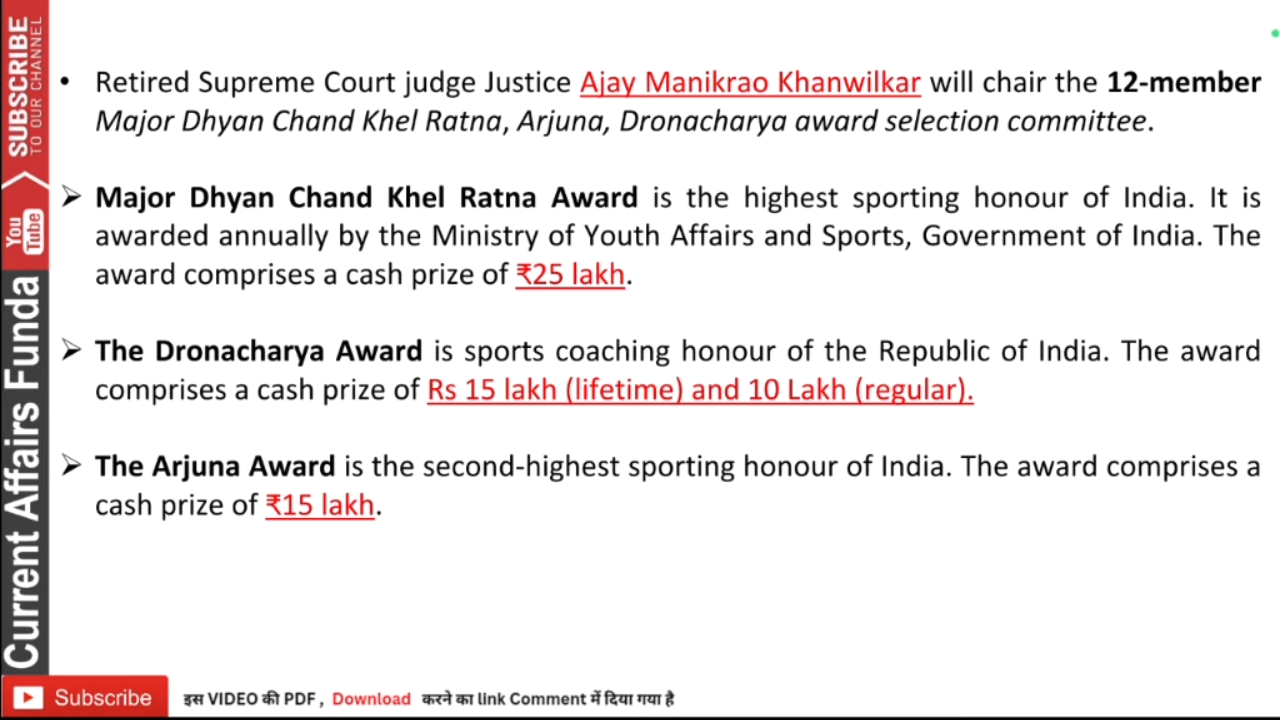 • Retired Supreme Court judge Justice Ajay Manikrao Khanwilkar will chair the 12-member
Major Dhyan Chand Khel Ratna, Arjuna, Dronacharya award selection committee.
➢ Major Dhyan Chand Khel Ratna Award is the highest sporting honour of India. It is
awarded annually by the Ministry of Youth Affairs and Sports, Government of India. The
award comprises a cash prize of ₹25 lakh.
➢ The Dronacharya Award is sports coaching honour of the Republic of India. The award
comprises a cash prize of Rs 15 lakh (lifetime) and 10 Lakh (regular).
➢ The Arjuna Award is the second-highest sporting honour of India. The award comprises a
cash prize of ₹15 lakh.
SUBSCRIBE
TO OUR CHANNEL
You
Tube
Current Affairs Funda
Subscribe
इस VIDEO की PDF , Download करने का link Comment में दिया गया है